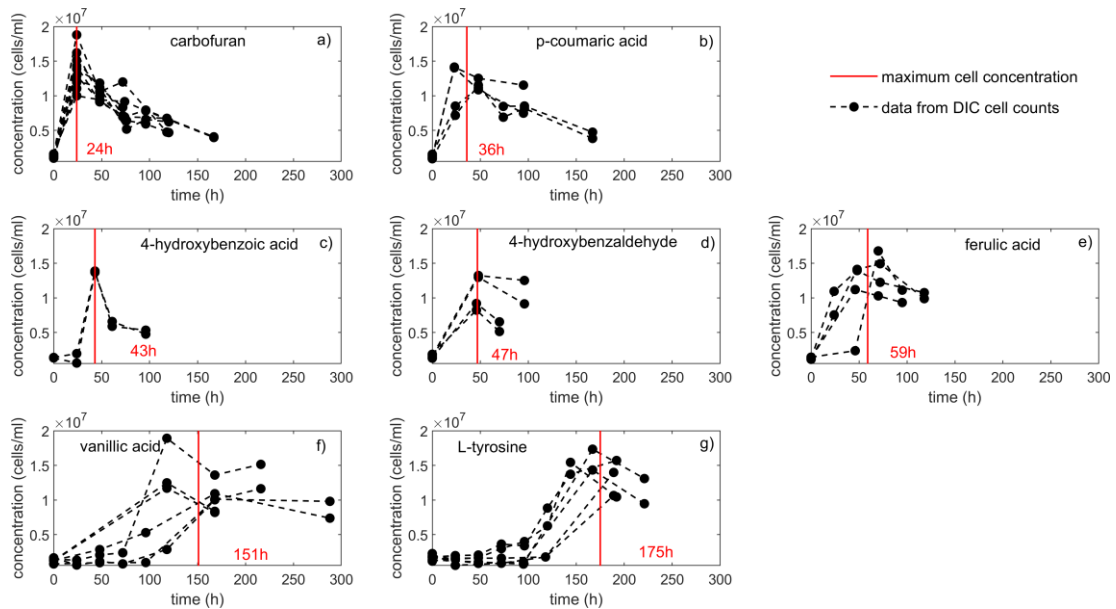 ×10⁷
2
1.5
1
0.5
concentration (cells/ml)
carbofuran
a)
24h
0 50 100 150 200 250 300
time (h)
×10⁷
2
1.5
1
0.5
concentration (cells/ml)
p-coumaric acid
b)
36h
0 50 100 150 200 250 300
time (h)
maximum cell concentration
data from DIC cell counts
×10⁷
2
1.5
1
0.5
concentration (cells/ml)
4-hydroxybenzoic acid
c)
43h
0 50 100 150 200 250 300
time (h)
×10⁷
2
1.5
1
0.5
concentration (cells/ml)
4-hydroxybenzaldehyde
d)
47h
0 50 100 150 200 250 300
time (h)
×10⁷
2
1.5
1
0.5
concentration (cells/ml)
ferulic acid
e)
59h
0 50 100 150 200 250 300
time (h)
×10⁷
2
1.5
1
0.5
concentration (cells/ml)
vanillic acid
f)
151h
0 50 100 150 200 250 300
time (h)
×10⁷
2
1.5
1
0.5
concentration (cells/ml)
L-tyrosine
g)
175h
0 50 100 150 200 250 300
time (h)